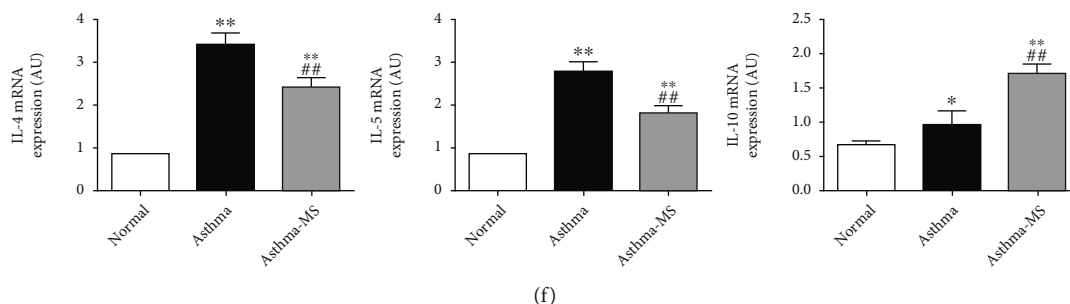 IL-4 mRNA
expression (AU)
4
3
2
1
0
**
**
##
Normal
Asthma
Asthma-MS
IL-5 mRNA
expression (AU)
4
3
2
1
0
**
**
##
Normal
Asthma
Asthma-MS
IL-10 mRNA
expression (AU)
2.0
1.5
1.0
0.5
0.0
*
**
##
Normal
Asthma
Asthma-MS
(f)